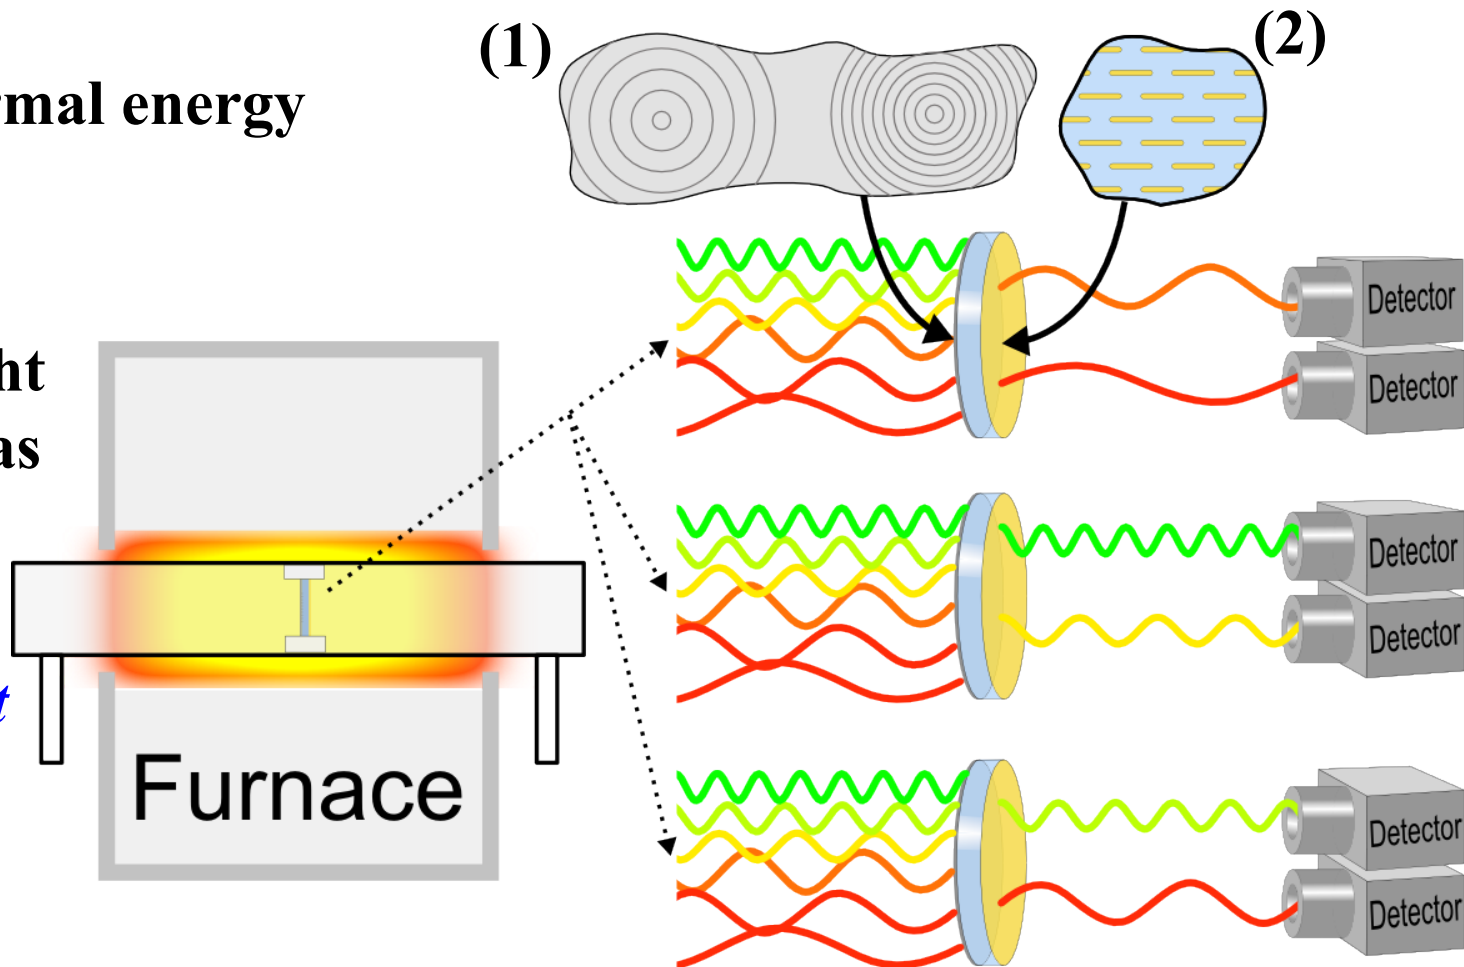 (1)
(2)
rmal energy
Detector
ht
Detector
as
Detector
Detector
t
Furnace
Detector
Detector